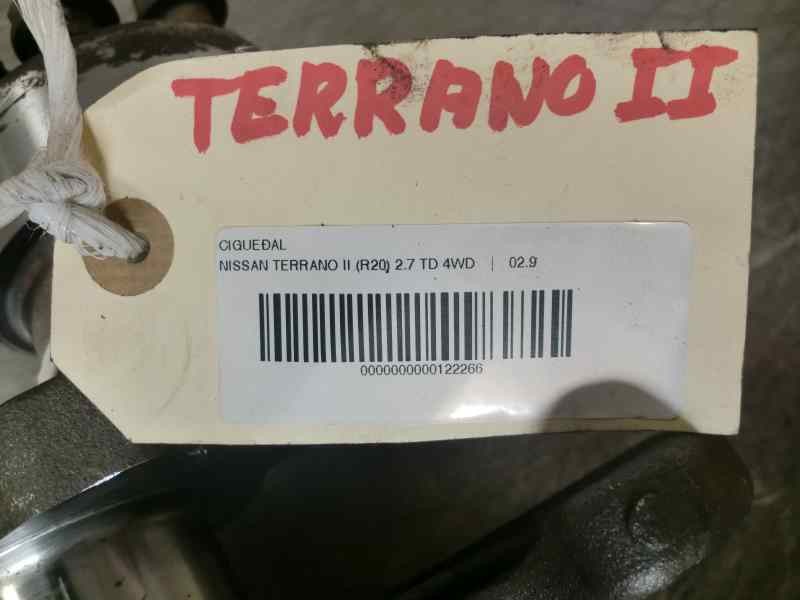 TERRANO II
CIGUEÐAL
NISSAN TERRANO II (R20) 2.7 TD 4WD | 02.9
0000000000122266